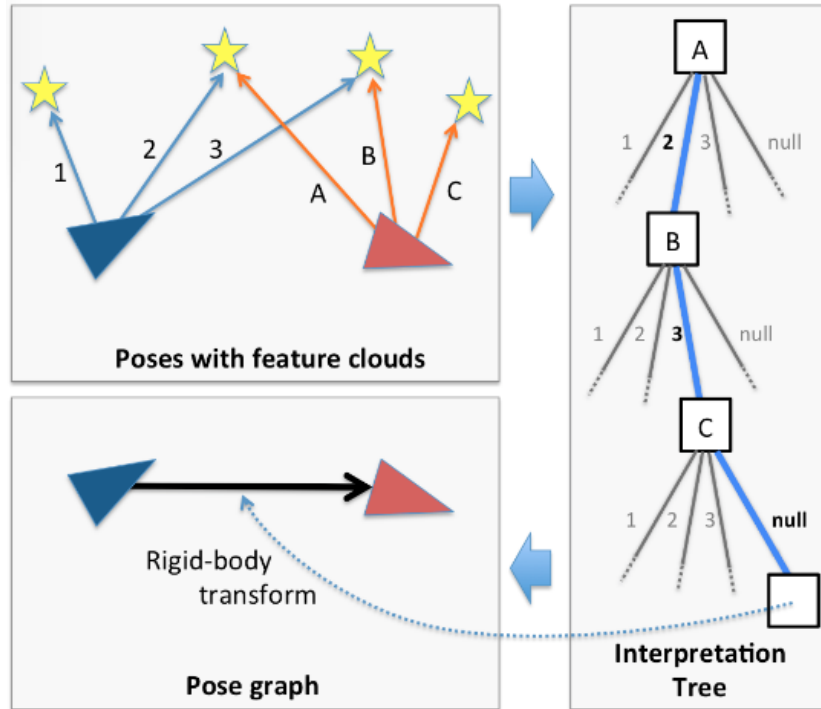 1
2
3
A
B
C
Poses with feature clouds
A
1
2
3
null
B
1
2
3
null
C
1
2
3
null
Interpretation
Tree
Rigid-body
transform
Pose graph